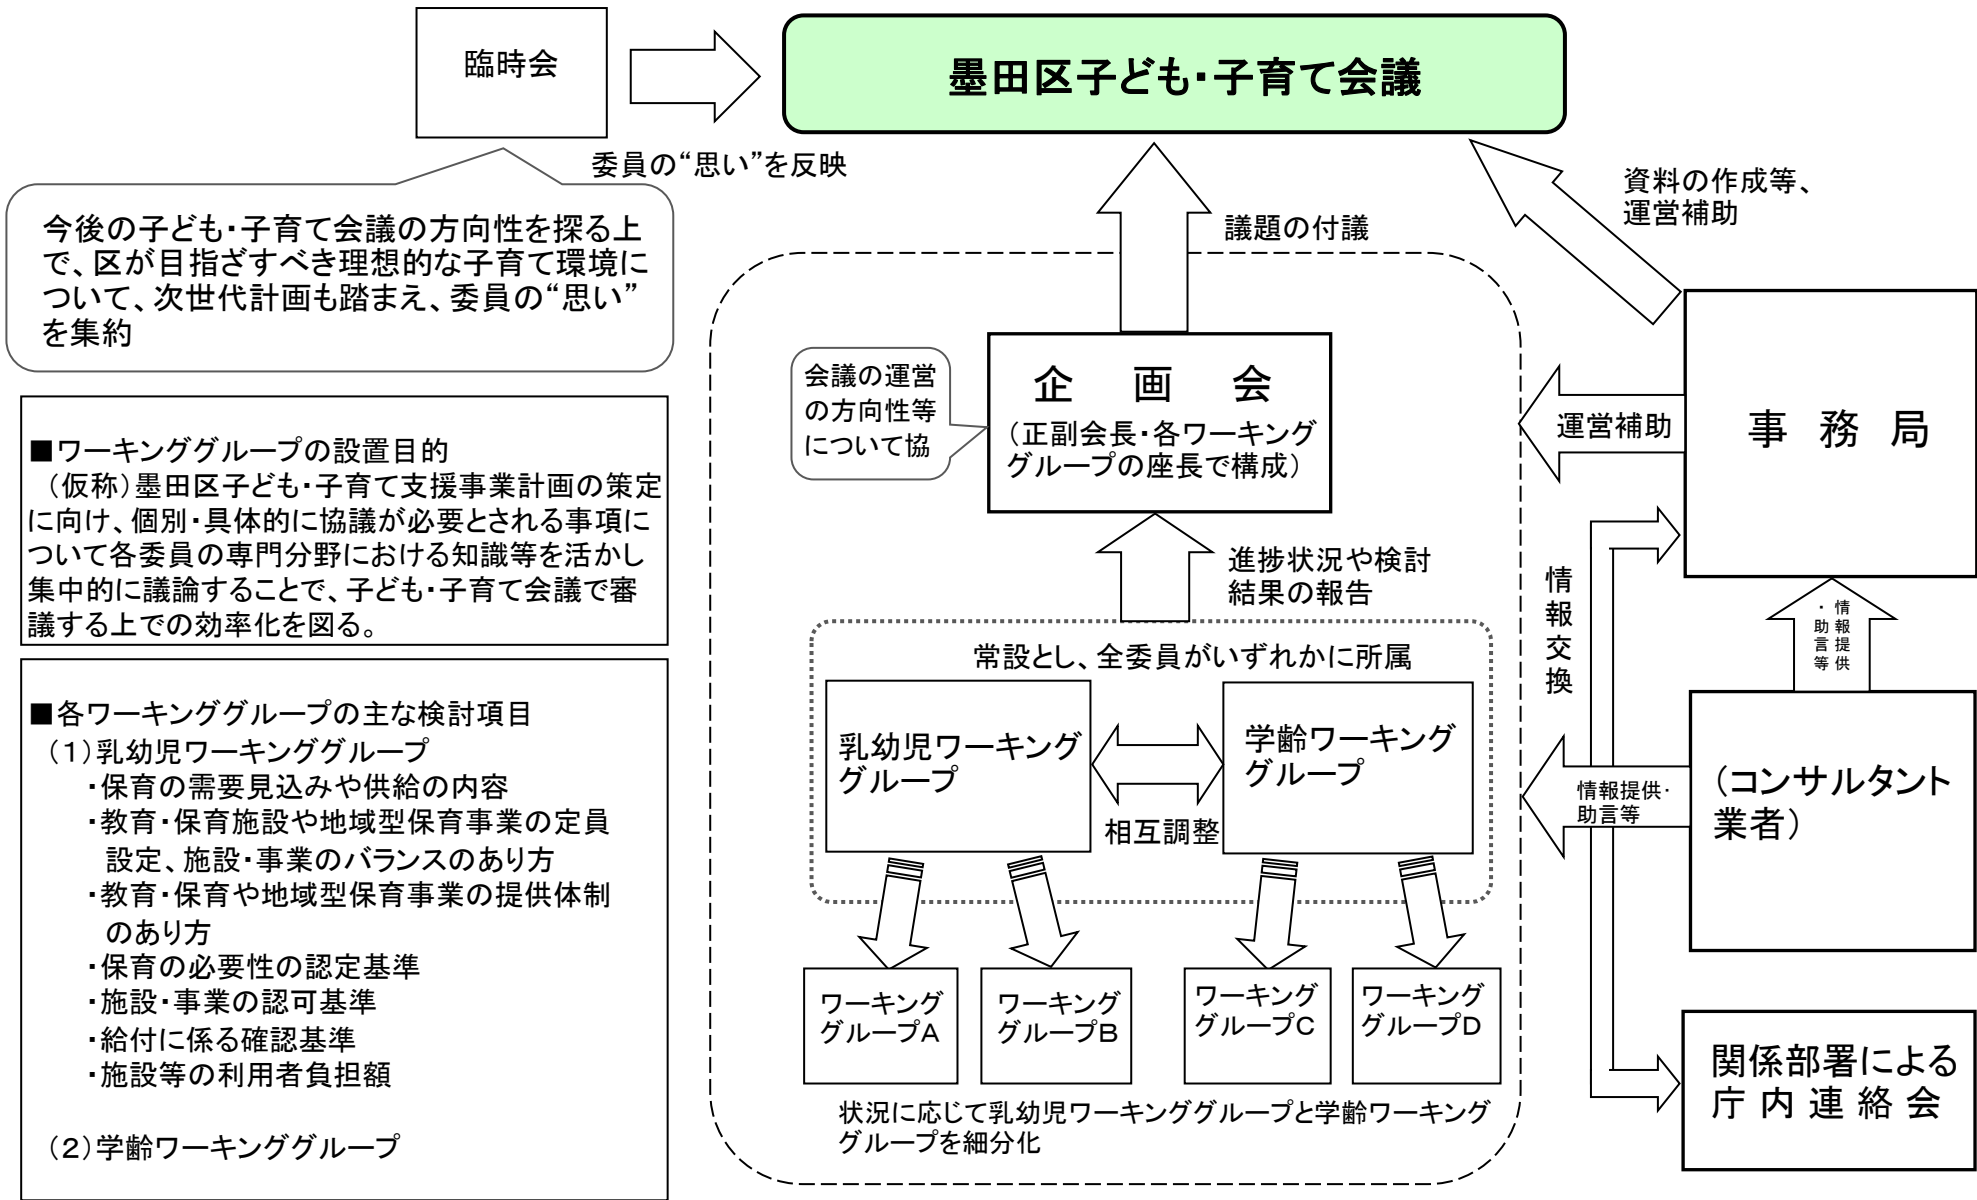 臨時会
墨田区子ども・子育て会議
委員の“思い”を反映
資料の作成等、
運営補助
今後の子ども・子育て会議の方向性を探る上
で、区が目指ざすべき理想的な子育て環境に
ついて、次世代計画も踏まえ、委員の“思い”
を集約
議題の付議
会議の運営
の方向性等
について協
企　画　会
（正副会長・各ワーキング
グループの座長で構成）
運営補助
事　務　局
■ワーキンググループの設置目的
（仮称）墨田区子ども・子育て支援事業計画の策定
に向け、個別・具体的に協議が必要とされる事項に
ついて各委員の専門分野における知識等を活かし
集中的に議論することで、子ども・子育て会議で審
議する上での効率化を図る。
進捗状況や検討
結果の報告
情報交換
情報提供
・助言等
常設とし、全委員がいずれかに所属
乳幼児ワーキング
グループ
相互調整
学齢ワーキング
グループ
情報提供・
助言等
（コンサルタント
業者）
■各ワーキンググループの主な検討項目
（１）乳幼児ワーキンググループ
・保育の需要見込みや供給の内容
・教育・保育施設や地域型保育事業の定員
設定、施設・事業のバランスのあり方
・教育・保育や地域型保育事業の提供体制
のあり方
・保育の必要性の認定基準
・施設・事業の認可基準
・給付に係る確認基準
・施設等の利用者負担額
（２）学齢ワーキンググループ
ワーキング
グループＡ
ワーキング
グループＢ
ワーキング
グループＣ
ワーキング
グループＤ
状況に応じて乳幼児ワーキンググループと学齢ワーキング
グループを細分化
関係部署による
庁 内 連 絡 会